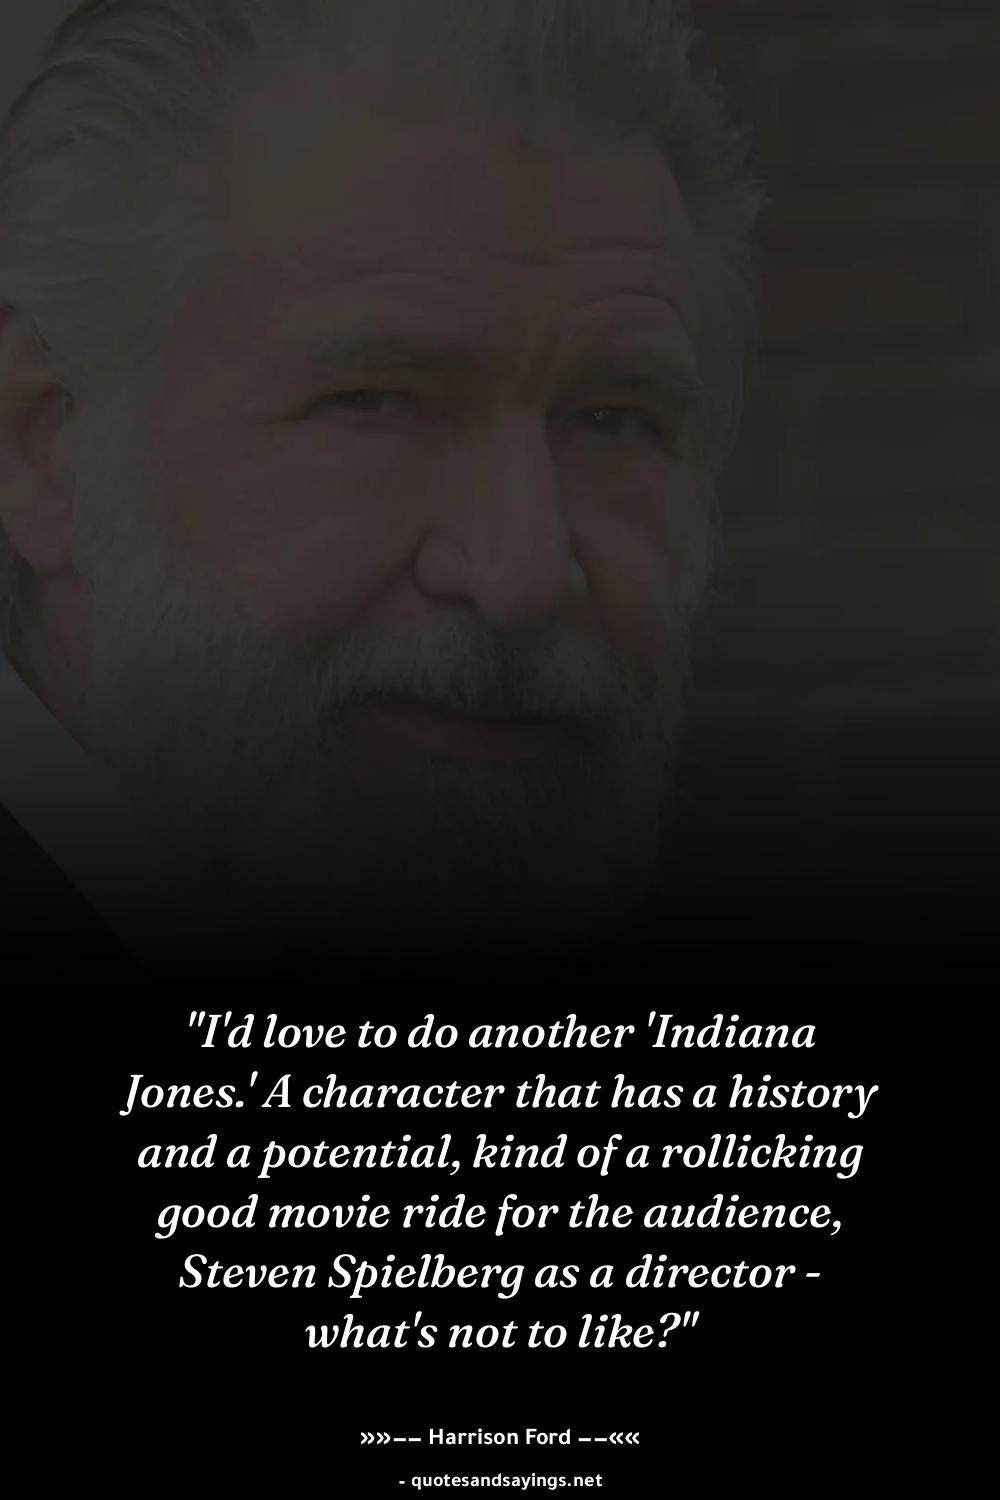 "I'd love to do another 'Indiana
Jones.' A character that has a history
and a potential, kind of a rollicking
good movie ride for the audience,
Steven Spielberg as a director -
what's not to like?"
»»–– Harrison Ford ––««
- quotesandsayings.net